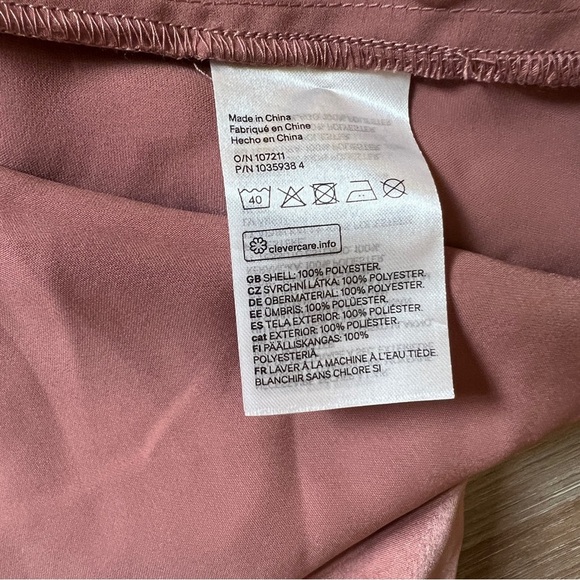 Made in China
Fabriqué en Chine
Hecho en China
O/N 107211
P/N 1035938 4
40
clevercare.info
GB SHELL: 100% POLYESTER.
CZ SVRCHNÍ LÁTKA: 100% POLYESTER.
DE OBERMATERIAL: 100% POLYESTER.
EE ÜMBRIS: 100% POLÜESTER.
ES TELA EXTERIOR: 100% POLIÉSTER.
cat EXTERIOR: 100% POLIÈSTER.
FI PÄÄLLISKANGAS: 100%
POLYESTERIÄ.
FR LAVER À LA MACHINE À L'EAU TIÈDE.
BLANCHIR SANS CHLORE SI